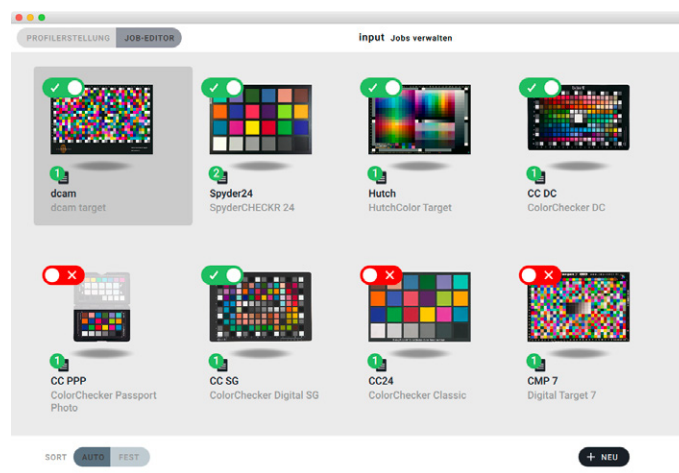 PROFILERSTELLUNG JOB-EDITOR
input Jobs verwalten
1 2 1 1
dcam Spyder24 Hutch CC DC
dcam target SpyderCHECKR 24 HutchColor Target ColorChecker DC
1 1 1 1
CC PPP CC SG CC24 CMP 7
ColorChecker Passport ColorChecker Digital SG ColorChecker Classic Digital Target 7
Photo
SORT AUTO FEST
+ NEU